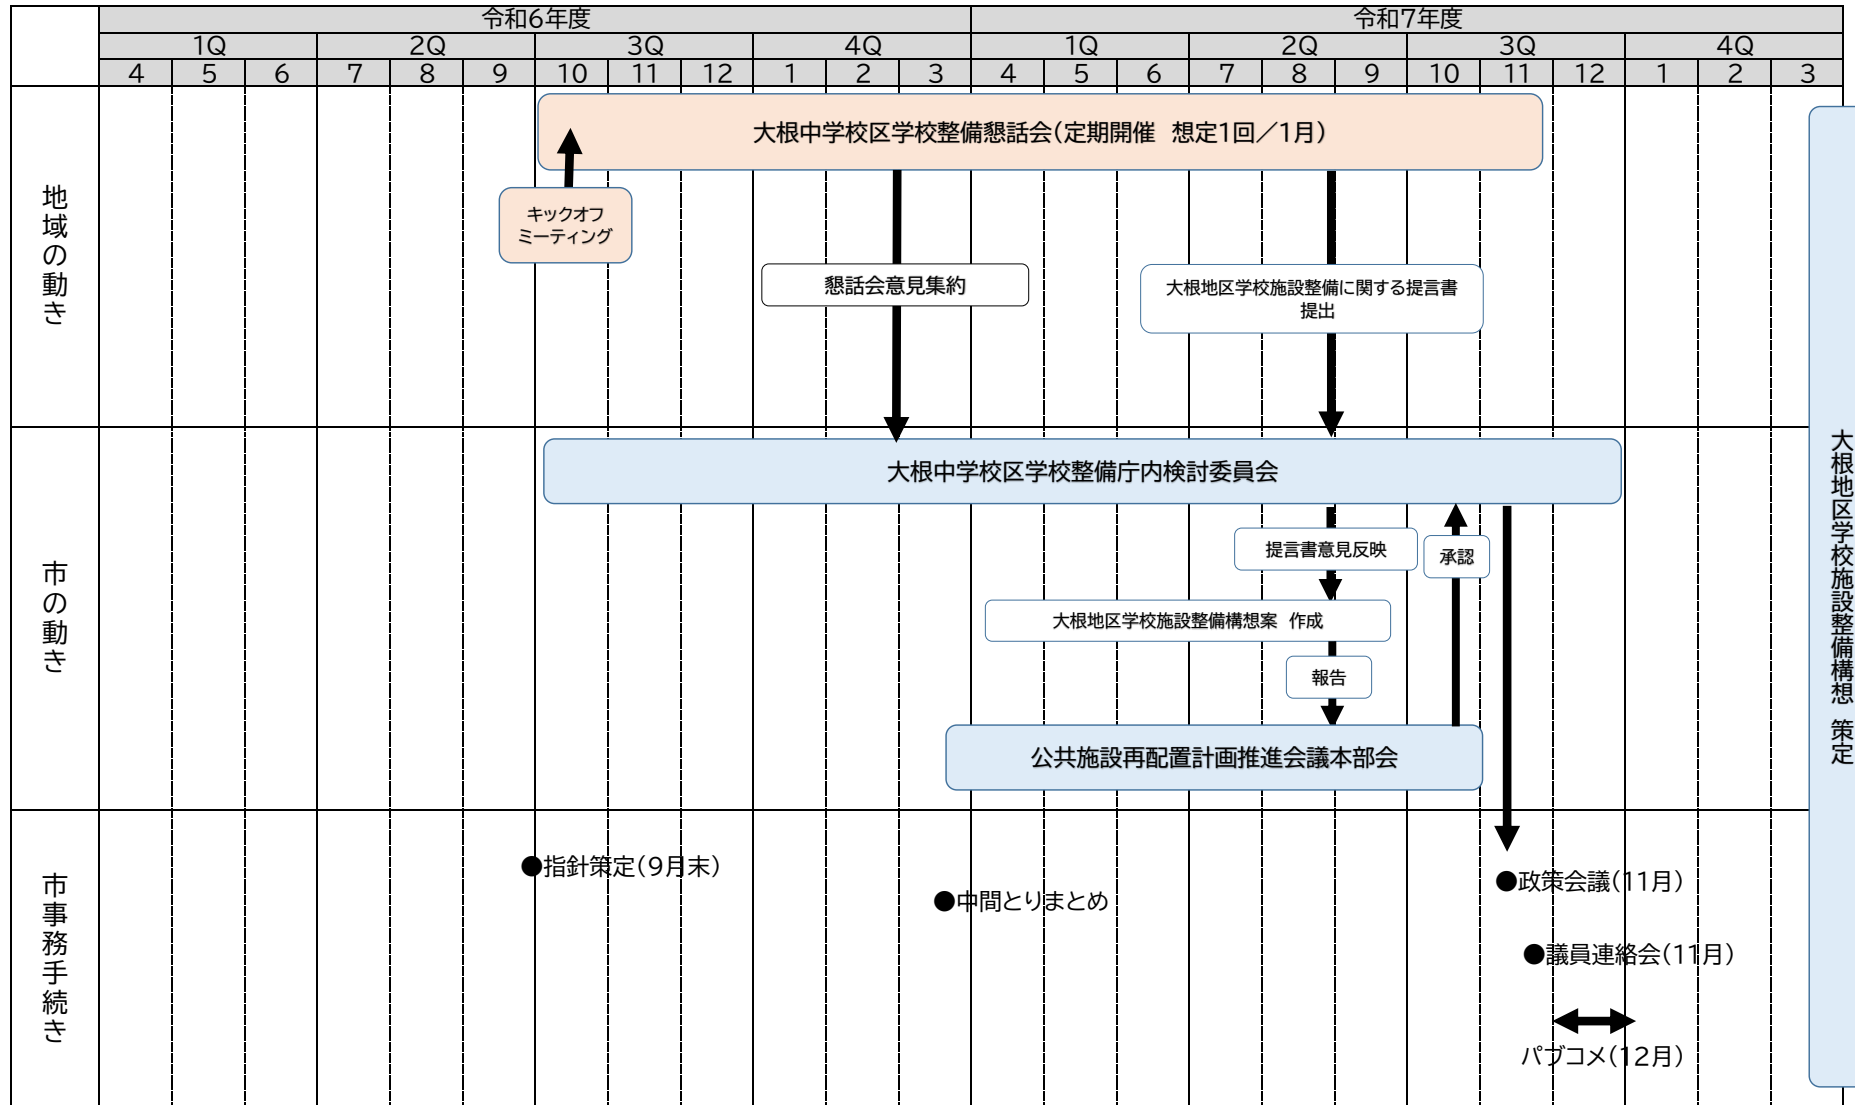 令和6年度 令和7年度
1Q 2Q 3Q 4Q 1Q 2Q 3Q 4Q
4 5 6 7 8 9 10 11 12 1 2 3 4 5 6 7 8 9 10 11 12 1 2 3
地域の動き
大根中学校区学校整備懇話会(定期開催 想定1回／1月)
キックオフ
ミーティング
懇話会意見集約
大根地区学校施設整備に関する提言書
提出
市の動き
大根中学校区学校整備庁内検討委員会
提言書意見反映
承認
大根地区学校施設整備構想案 作成
報告
公共施設再配置計画推進会議本部会
市事務手続き
●指針策定(9月末)
●中間とりまとめ
●政策会議(11月)
●議員連絡会(11月)
パブコメ(12月)
大根地区学校施設整備構想 策定